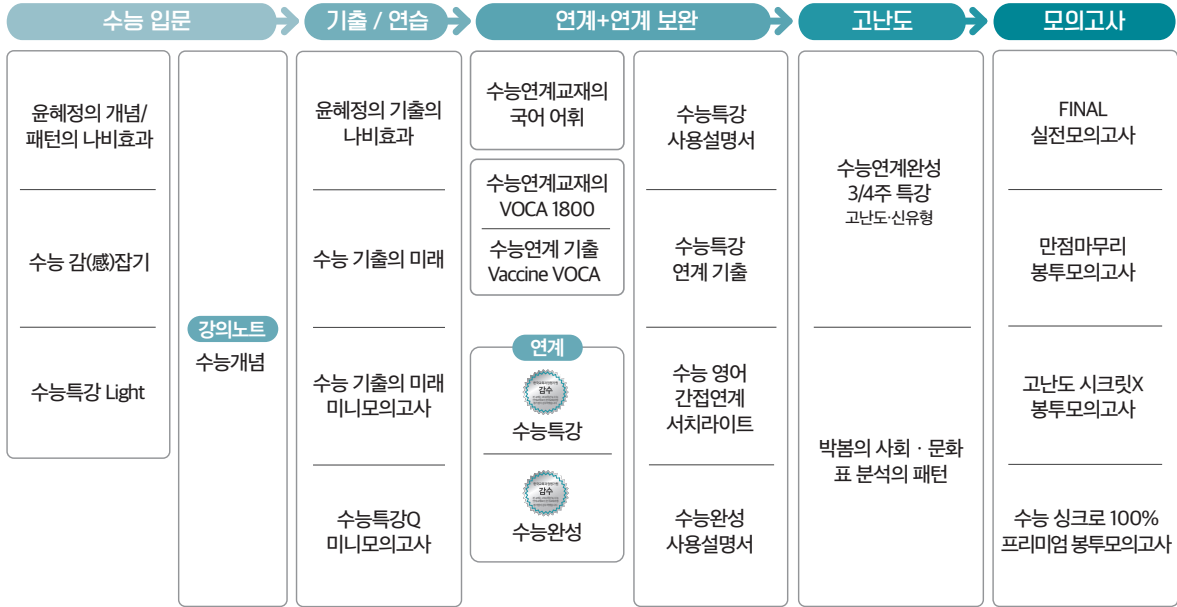 수능 입문
기출 / 연습
연계+연계 보완
고난도
모의고사
윤혜정의 개념/
패턴의 나비효과
수능 감(感)잡기
수능특강 Light
강의노트
수능개념
윤혜정의 기출의
나비효과
수능 기출의 미래
수능 기출의 미래
미니모의고사
수능특강Q
미니모의고사
수능연계교재의
국어 어휘
수능연계교재의
VOCA 1800
수능연계 기출
Vaccine VOCA
연계
감수
수능특강
감수
수능완성
수능특강
사용설명서
수능특강
연계 기출
수능 영어
간접연계
서치라이트
수능완성
사용설명서
수능연계완성
3/4주 특강
고난도·신유형
박봄의 사회 · 문화
표 분석의 패턴
FINAL
실전모의고사
만점마무리
봉투모의고사
고난도 시크릿X
봉투모의고사
수능 싱크로 100%
프리미엄 봉투모의고사